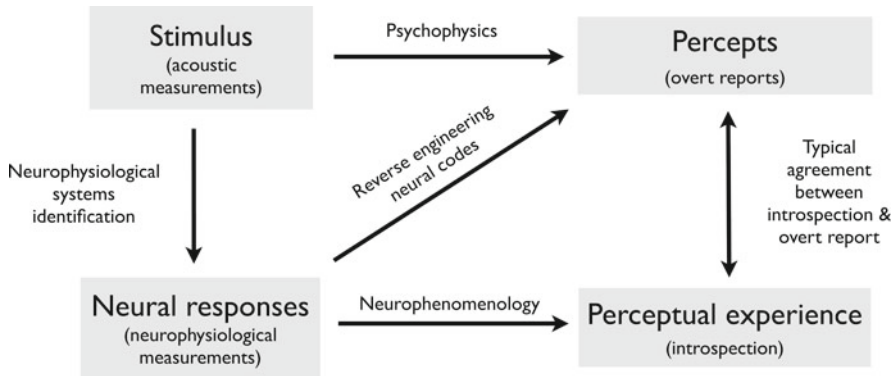 Stimulus
(acoustic
measurements)
Psychophysics
Percepts
(overt reports)
Neurophysiological
systems
identification
Reverse engineering
neural codes
Typical
agreement
between
introspection &
overt report
Neural responses
(neurophysiological
measurements)
Neurophenomenology
Perceptual experience
(introspection)